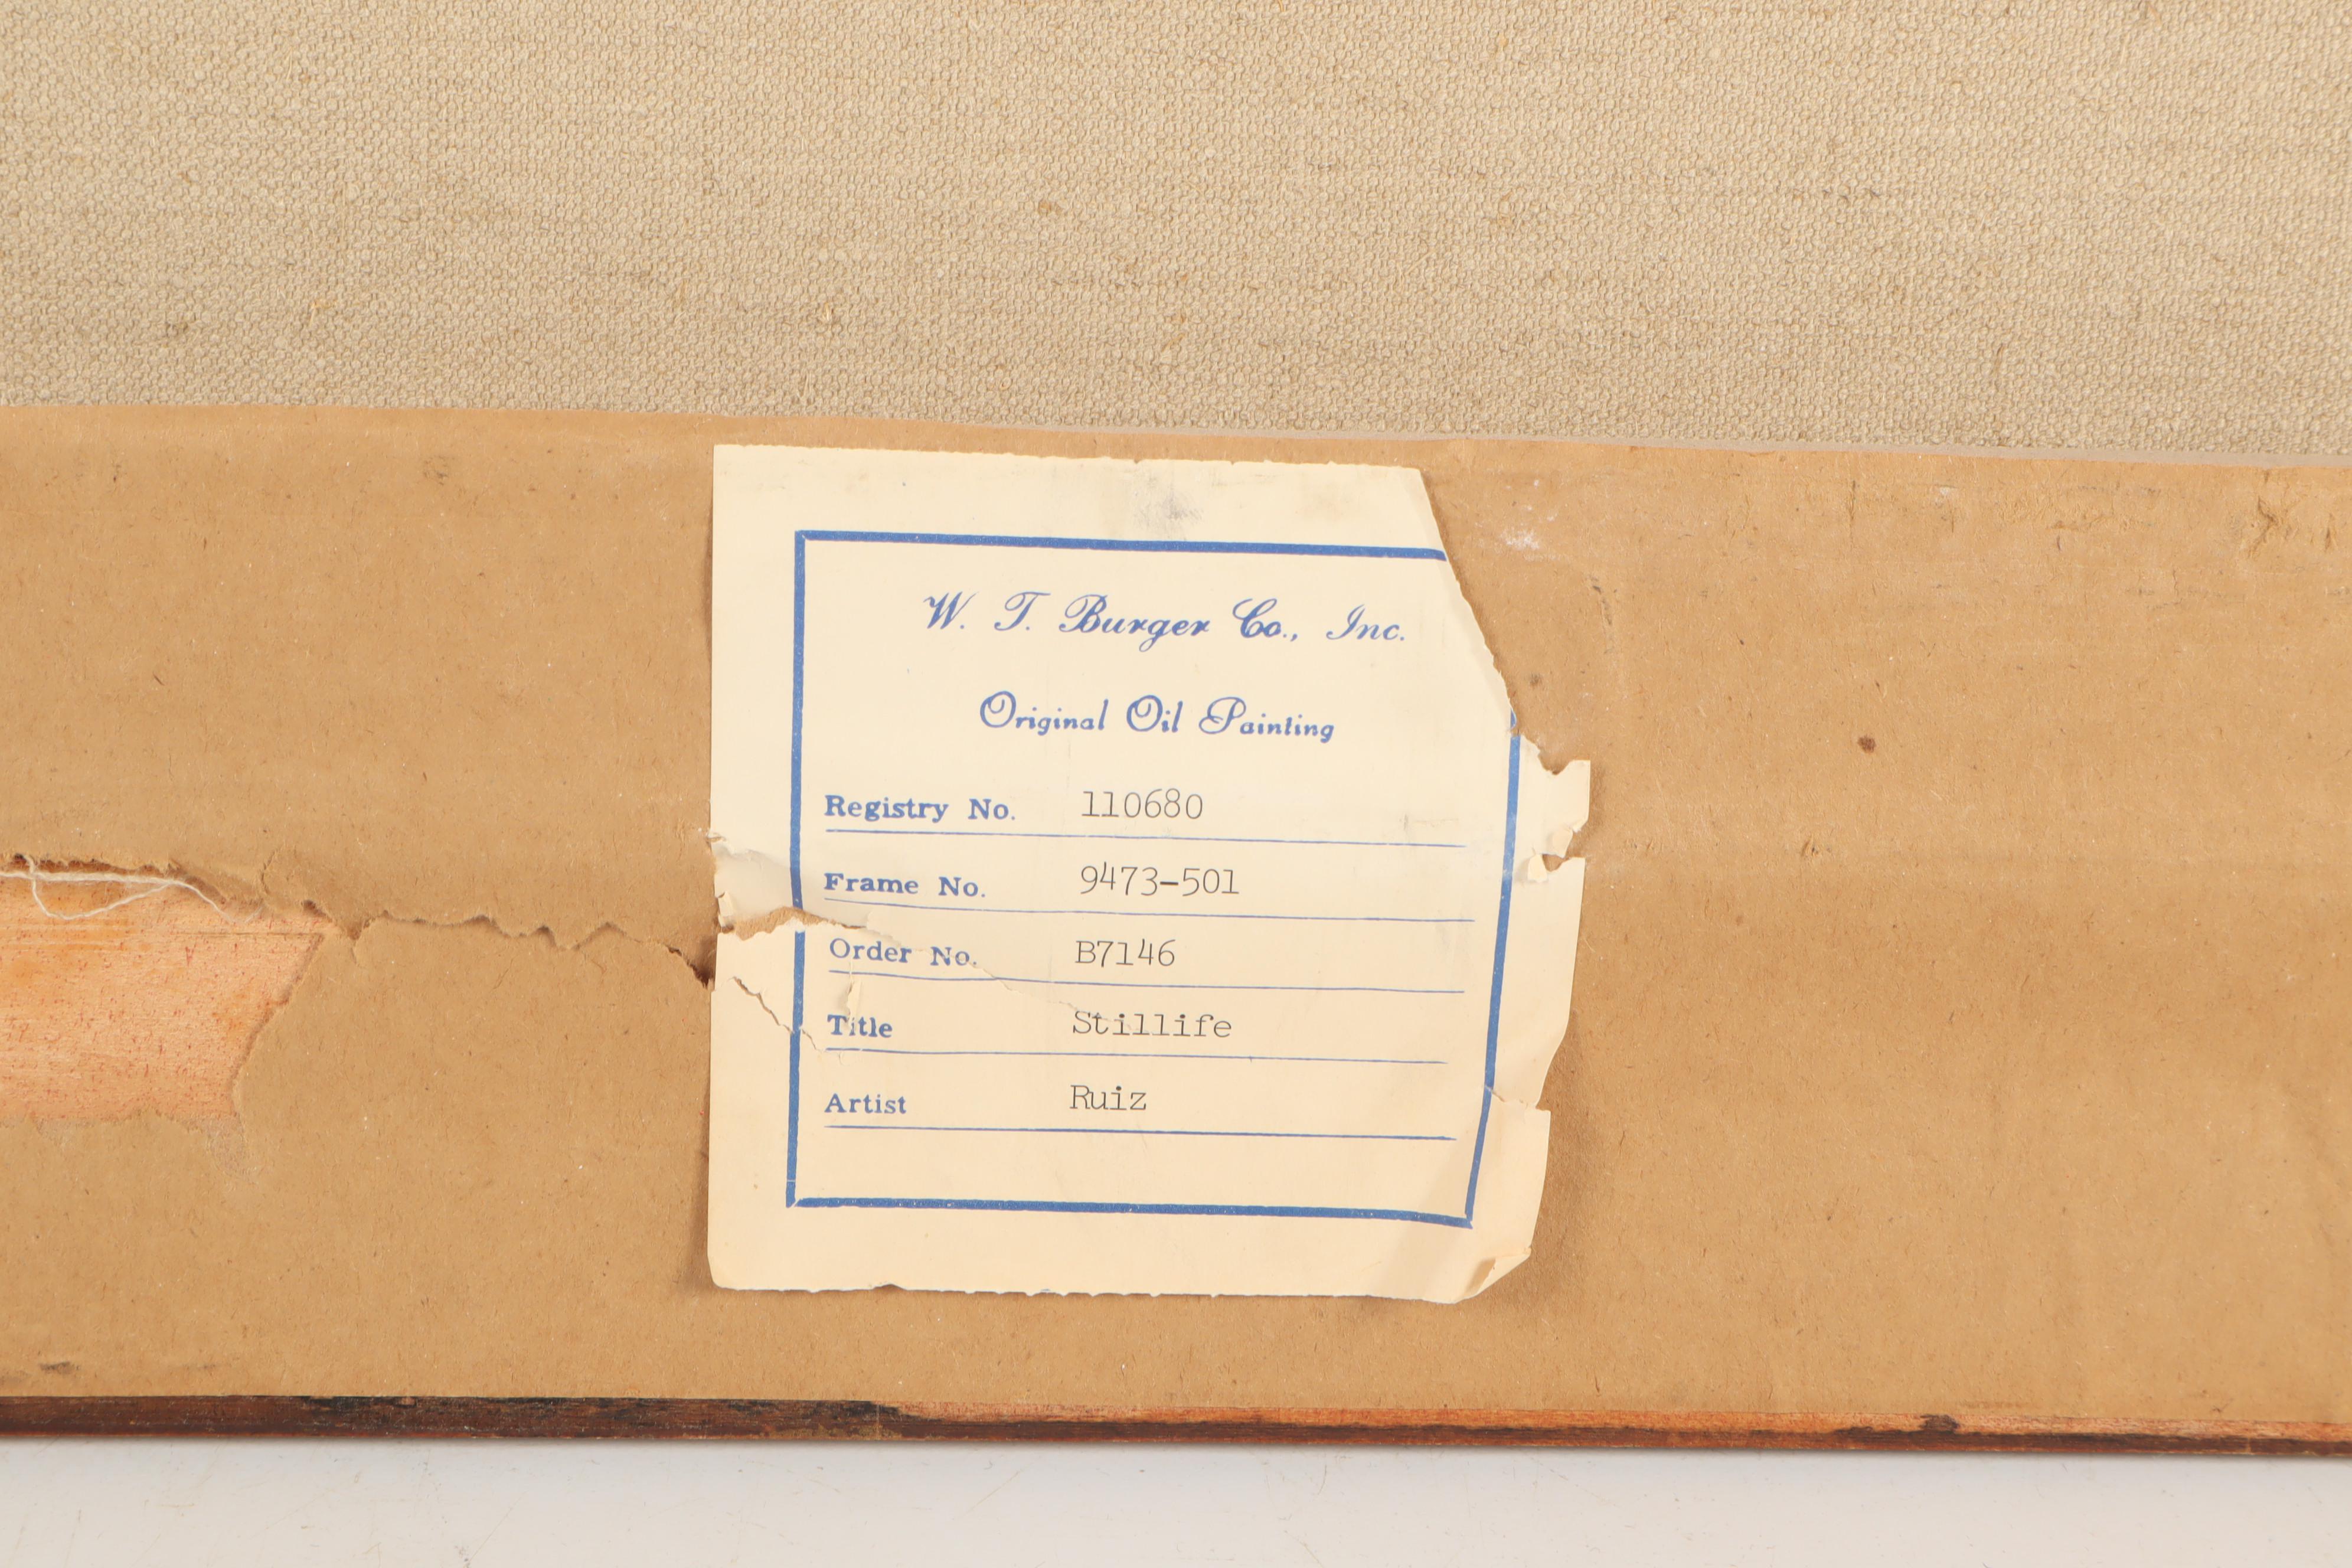 W. T. Burger Co., Inc.
Original Oil Painting
Registry No. 110680
Frame No. 9473-501
Order No. B7146
Title Stillife
Artist Ruiz